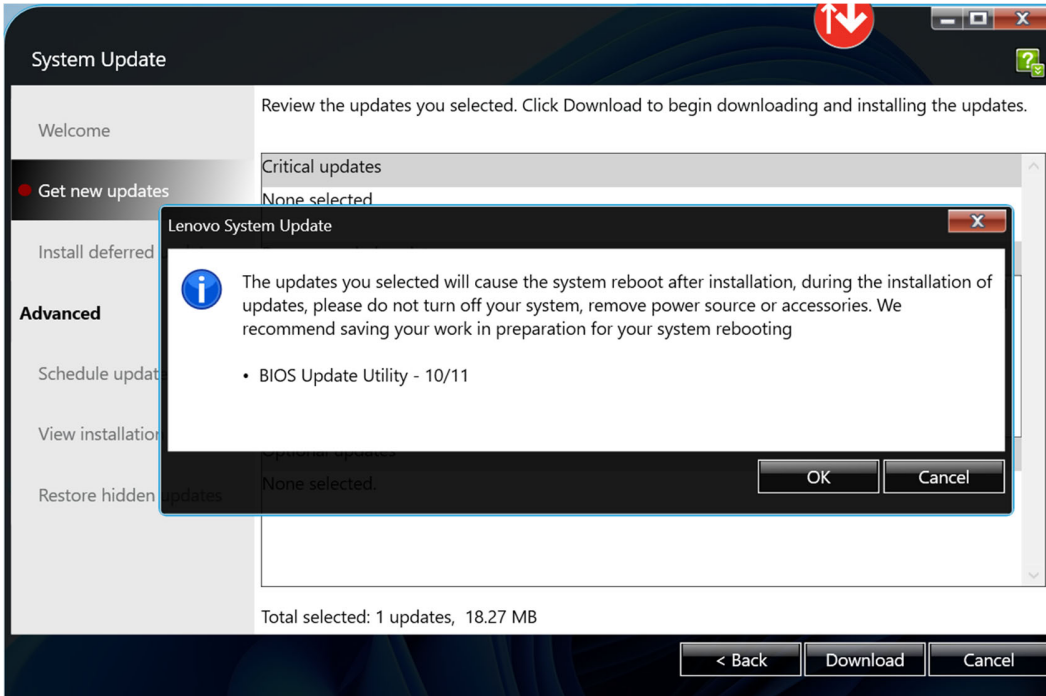 System Update
Welcome
Get new updates
Install deferred
Advanced
Schedule updat
View installation
Restore hidden updates
Review the updates you selected. Click Download to begin downloading and installing the updates.
Critical updates
None selected
Lenovo System Update
The updates you selected will cause the system reboot after installation, during the installation of
updates, please do not turn off your system, remove power source or accessories. We
recommend saving your work in preparation for your system rebooting
• BIOS Update Utility - 10/11
OK
Cancel
Optional updates
None selected.
Total selected: 1 updates, 18.27 MB
< Back
Download
Cancel